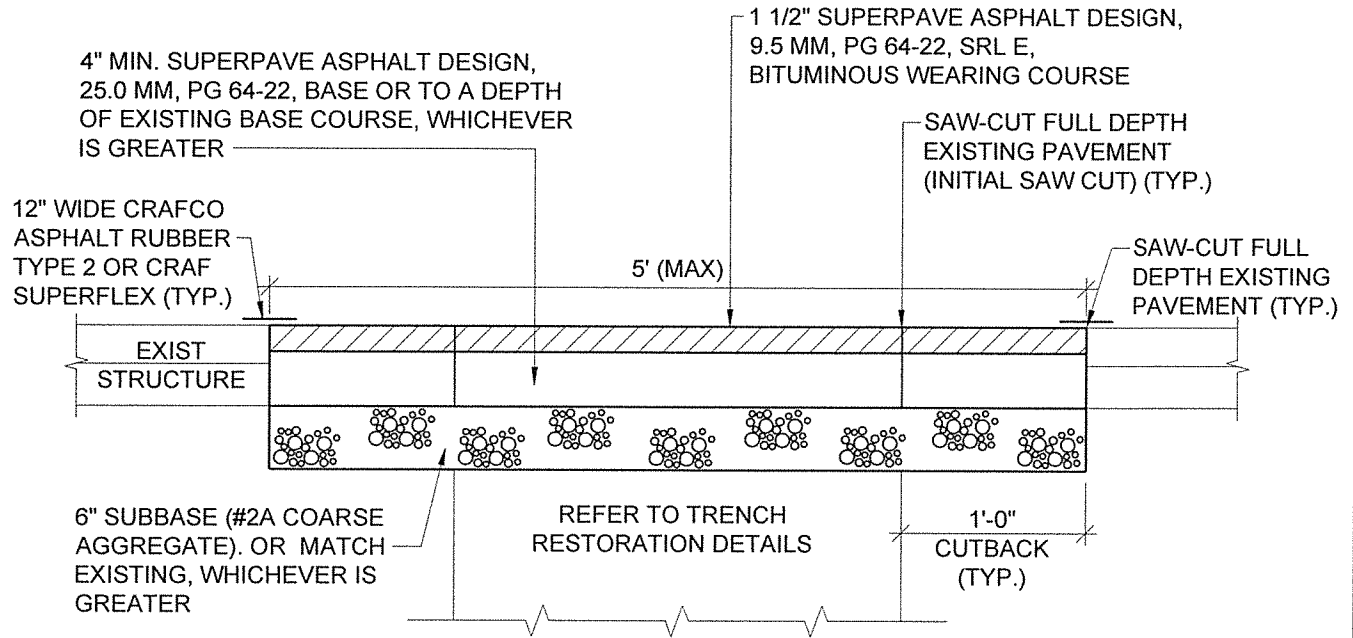 1 1/2" SUPERPAVE ASPHALT DESIGN,
9.5 MM, PG 64-22, SRL E,
BITUMINOUS WEARING COURSE
4" MIN. SUPERPAVE ASPHALT DESIGN,
25.0 MM, PG 64-22, BASE OR TO A DEPTH
OF EXISTING BASE COURSE, WHICHEVER
IS GREATER
SAW-CUT FULL DEPTH
EXISTING PAVEMENT
(INITIAL SAW CUT) (TYP.)
12" WIDE CRAFCO
ASPHALT RUBBER
TYPE 2 OR CRAF
SUPERFLEX (TYP.)
5' (MAX)
SAW-CUT FULL
DEPTH EXISTING
PAVEMENT (TYP.)
EXIST
STRUCTURE
6" SUBBASE (#2A COARSE
AGGREGATE). OR MATCH
EXISTING, WHICHEVER IS
GREATER
REFER TO TRENCH
RESTORATION DETAILS
1'-0"
CUTBACK
(TYP.)